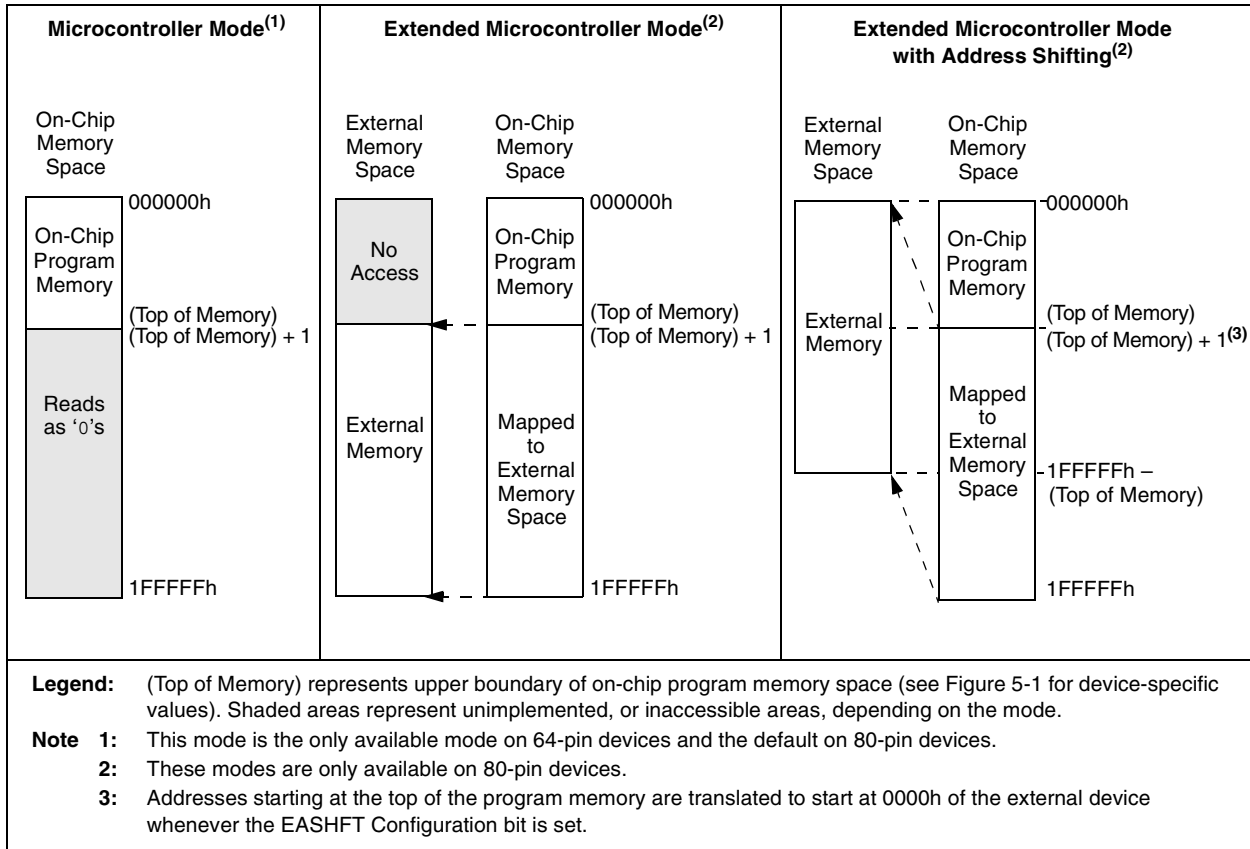 Microcontroller Mode(1)
On-Chip
Memory
Space
000000h
On-Chip
Program
Memory
(Top of Memory)
(Top of Memory) + 1
Reads
as ‘0’s
1FFFFFh
Extended Microcontroller Mode(2)
External
Memory
Space
On-Chip
Memory
Space
000000h
No
Access
On-Chip
Program
Memory
(Top of Memory)
(Top of Memory) + 1
External
Memory
Mapped
to
External
Memory
Space
1FFFFFh
Extended Microcontroller Mode
with Address Shifting(2)
External
Memory
Space
On-Chip
Memory
Space
000000h
On-Chip
Program
Memory
External
Memory
(Top of Memory)
(Top of Memory) + 1(3)
Mapped
to
External
Memory
Space
1FFFFFh –
(Top of Memory)
1FFFFFh
Legend: (Top of Memory) represents upper boundary of on-chip program memory space (see Figure 5-1 for device-specific
values). Shaded areas represent unimplemented, or inaccessible areas, depending on the mode.
Note 1: This mode is the only available mode on 64-pin devices and the default on 80-pin devices.
2: These modes are only available on 80-pin devices.
3: Addresses starting at the top of the program memory are translated to start at 0000h of the external device
whenever the EASHFT Configuration bit is set.